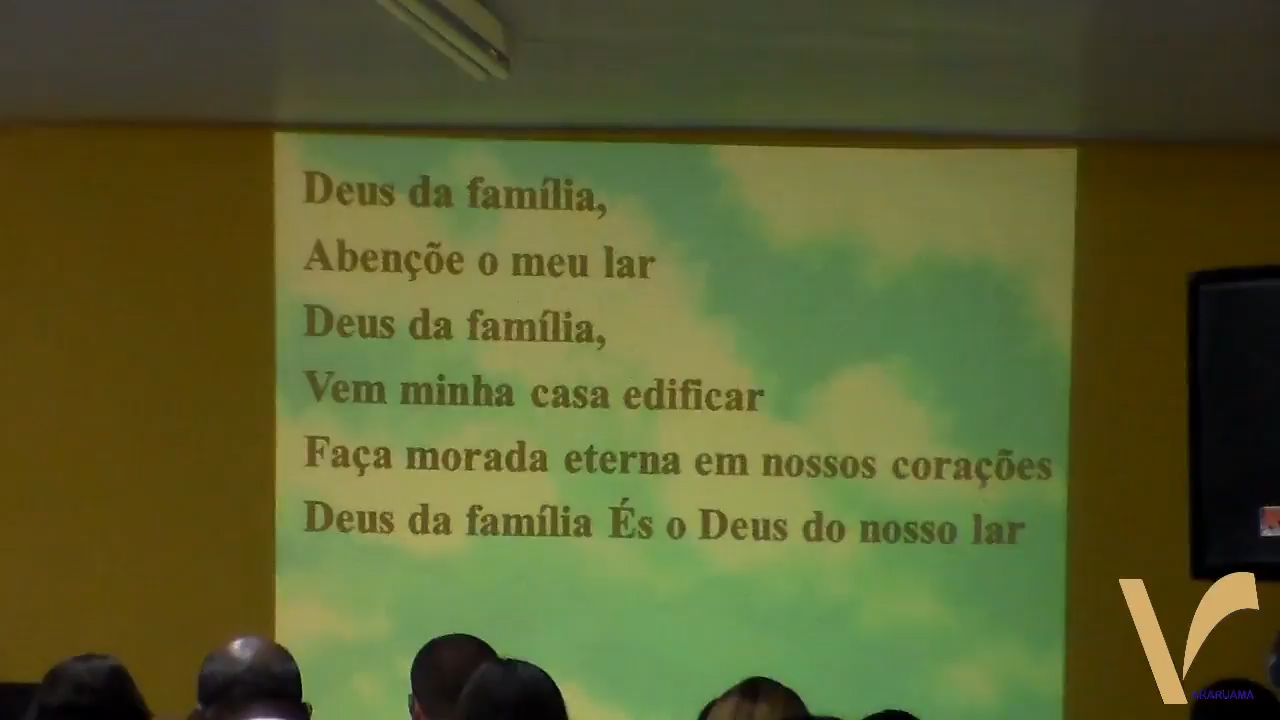 Deus da família,
Abençõe o meu lar
Deus da família,
Vem minha casa edificar
Faça morada eterna em nossos corações
Deus da família És o Deus do nosso lar
ARARUAMA